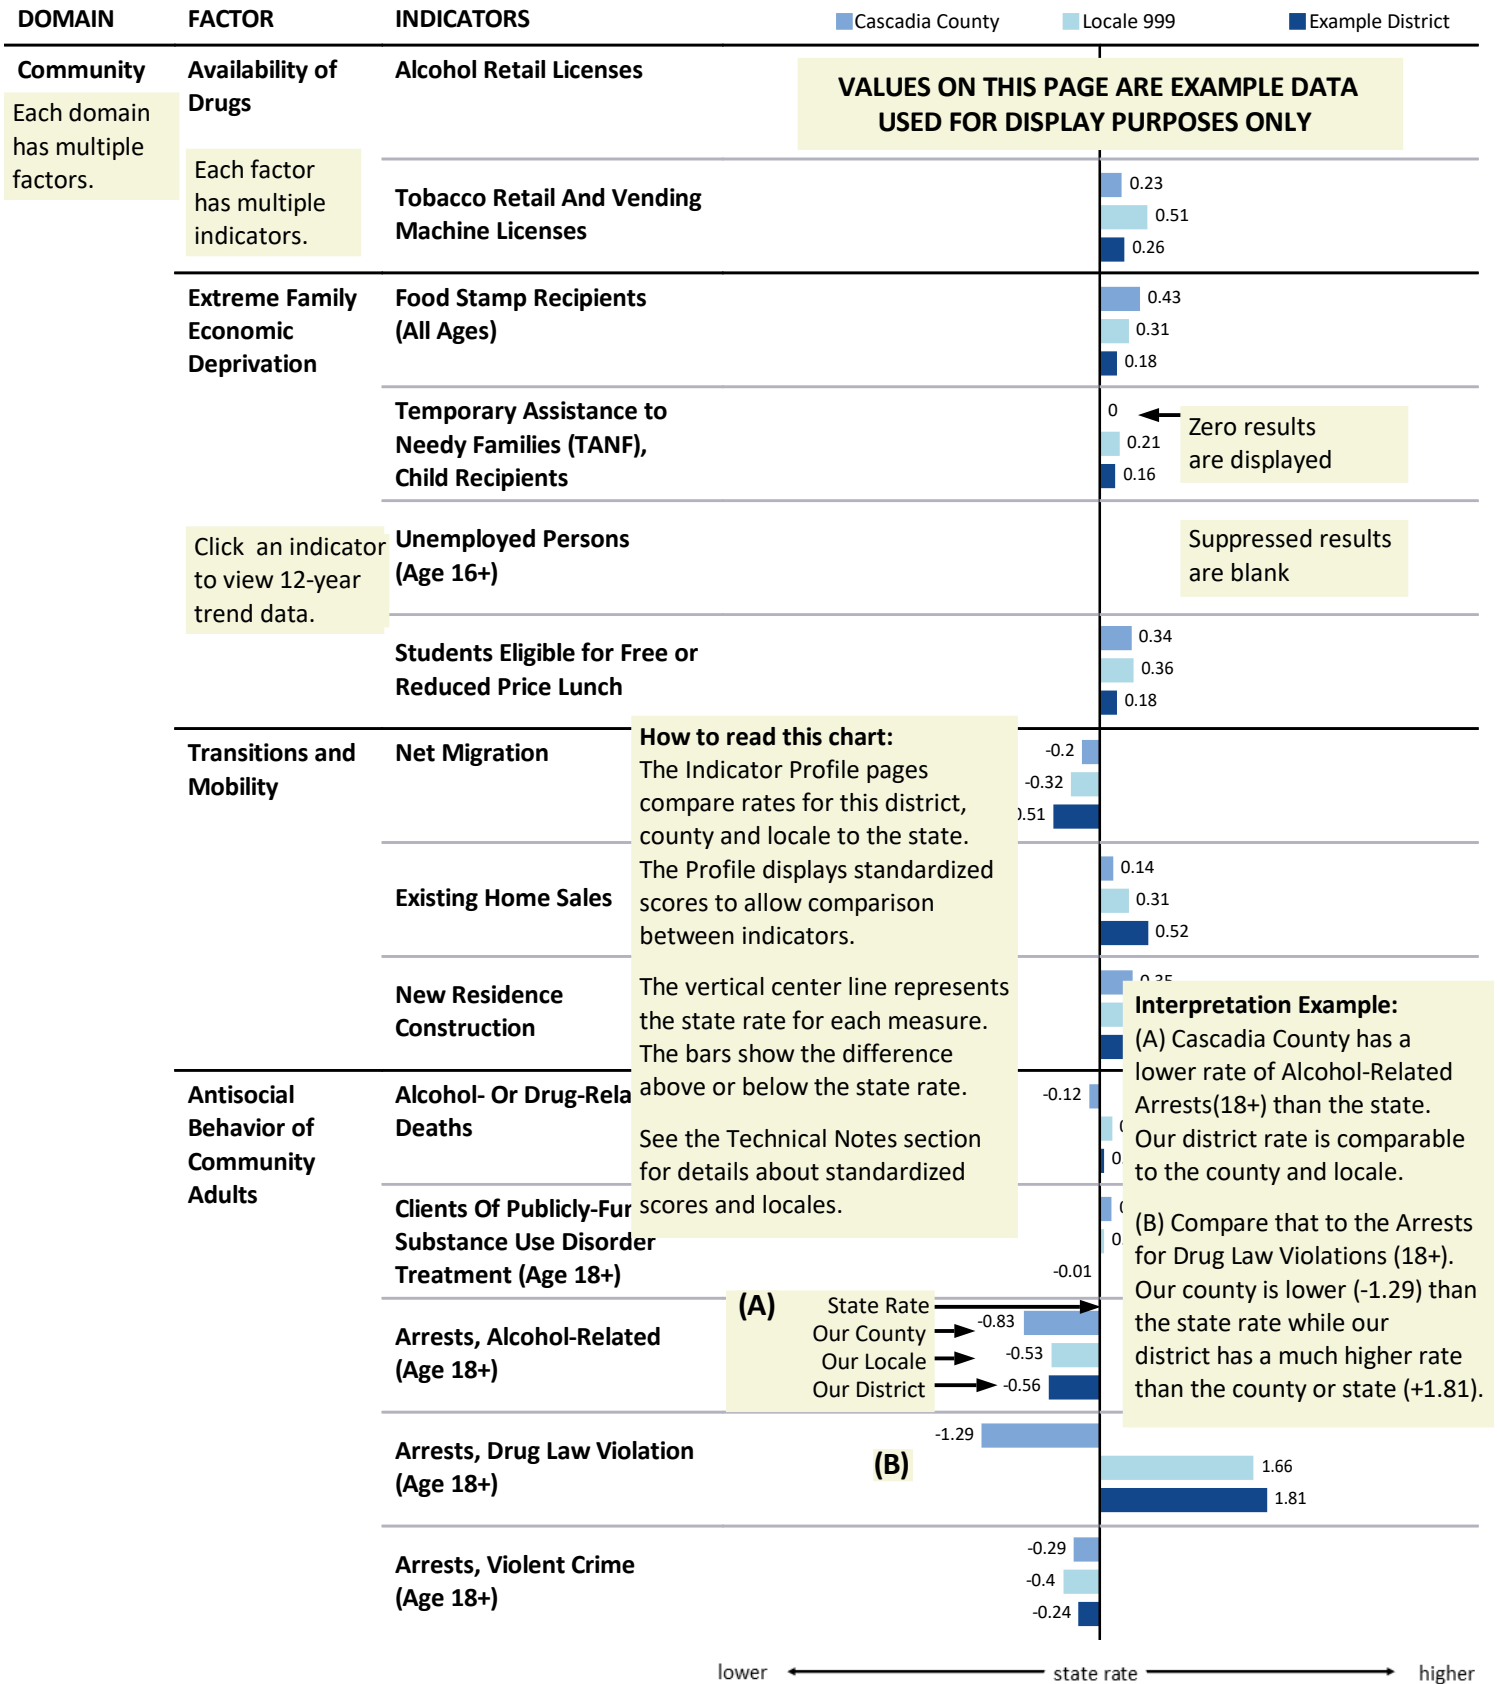 DOMAIN FACTOR INDICATORS Cascadia County Locale 999 Example District
Community
Each domain
has multiple
factors.
Availability of
Drugs
Each factor
has multiple
indicators.
Alcohol Retail Licenses
VALUES ON THIS PAGE ARE EXAMPLE DATA
USED FOR DISPLAY PURPOSES ONLY
Tobacco Retail And Vending
Machine Licenses
0.23
0.51
0.26
Extreme Family
Economic
Deprivation
Food Stamp Recipients
(All Ages)
0.43
0.31
0.18
Temporary Assistance to
Needy Families (TANF),
Child Recipients
0
0.21
0.16
Zero results
are displayed
Click an indicator
to view 12-year
trend data.
Unemployed Persons
(Age 16+)
Suppressed results
are blank
Students Eligible for Free or
Reduced Price Lunch
0.34
0.36
0.18
Transitions and
Mobility
Net Migration
-0.2
-0.32
.51
How to read this chart:
The Indicator Profile pages
compare rates for this district,
county and locale to the state.
The Profile displays standardized
scores to allow comparison
between indicators.
The vertical center line represents
the state rate for each measure.
The bars show the difference
above or below the state rate.
See the Technical Notes section
for details about standardized
scores and locales.
Existing Home Sales
0.14
0.31
0.52
New Residence
Construction
Interpretation Example:
(A) Cascadia County has a
lower rate of Alcohol-Related
Arrests(18+) than the state.
Our district rate is comparable
to the county and locale.
(B) Compare that to the Arrests
for Drug Law Violations (18+).
Our county is lower (-1.29) than
the state rate while our
district has a much higher rate
than the county or state (+1.81).
Antisocial
Behavior of
Community
Adults
Alcohol- Or Drug-Rela
Deaths
-0.12
Clients Of Publicly-Fun
Substance Use Disorder
Treatment (Age 18+)
-0.01
Arrests, Alcohol-Related
(Age 18+)
(A) State Rate
Our County -0.83
Our Locale -0.53
Our District -0.56
Arrests, Drug Law Violation
(Age 18+)
(B)
-1.29
1.66
1.81
Arrests, Violent Crime
(Age 18+)
-0.29
-0.4
-0.24
lower state rate higher